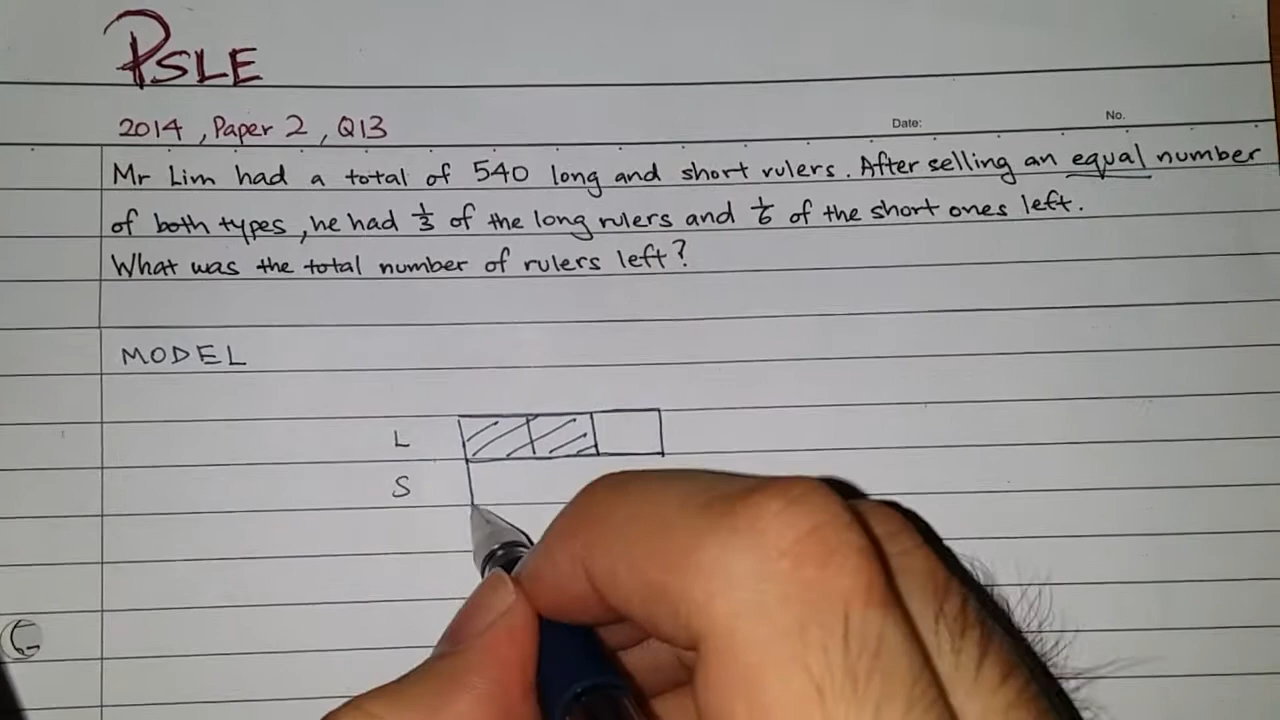 PSLE
2014, Paper 2, Q13
Date:
No.
Mr Lim had a total of 540 long and short rulers. After selling an equal number
of both types, he had 1/3 of the long rulers and 1/6 of the short ones left.
What was the total number of rulers left?
MODEL
L
S